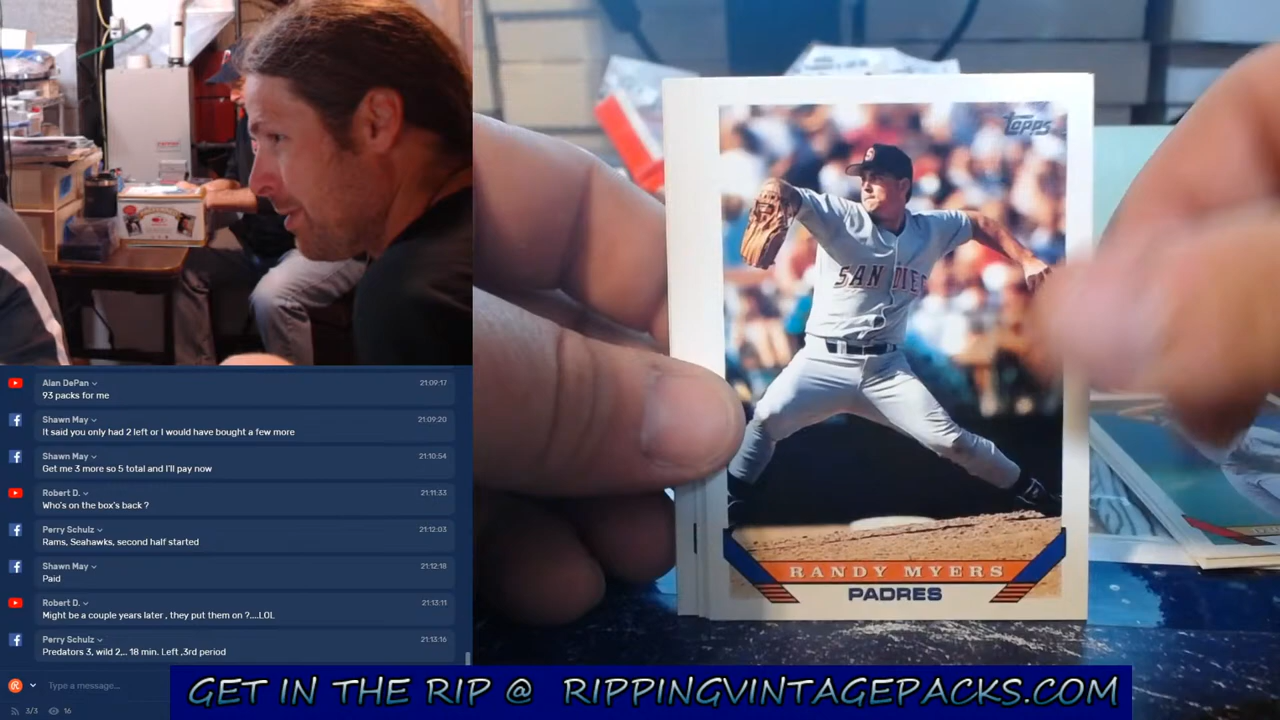 Alan DePan 21:09:17
93 packs for me
Shawn May 21:09:20
It said you only had 2 left or I would have bought a few more
Shawn May 21:10:54
Get me 3 more so 5 total and I'll pay now
Robert D. 21:11:33
Who's on the box's back ?
Perry Schulz 21:12:03
Rams, Seahawks, second half started
Shawn May 21:12:18
Paid
Robert D. 21:13:11
Might be a couple years later , they put them on ?....LOL
Perry Schulz 21:13:16
Predators 3, wild 2,.. 18 min. Left ,3rd period
Type a message...
3/3 16
Topps
SAN DIEG
RANDY MYERS
PADRES
GET IN THE RIP @ RIPPINGVINTAGEPACKS.COM